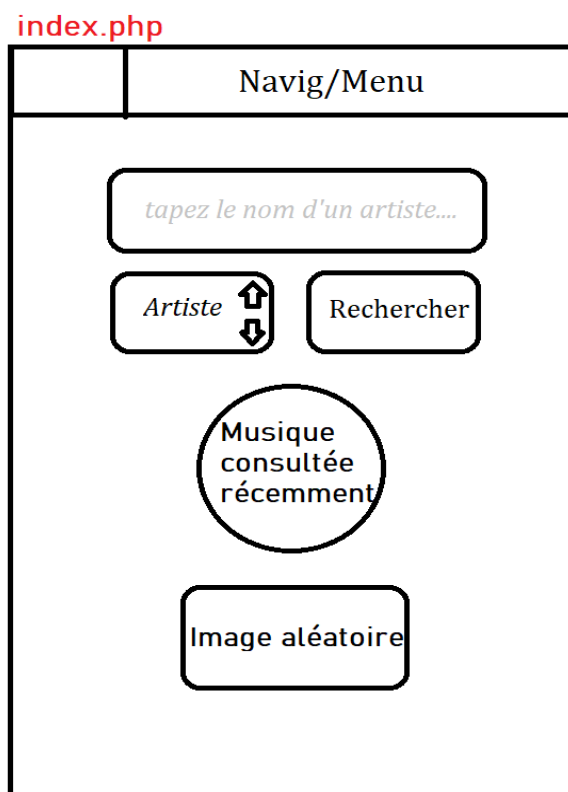 index.php
Navig/Menu
tapez le nom d'un artiste....
Artiste
Rechercher
Musique
consultée
récemment
Image aléatoire